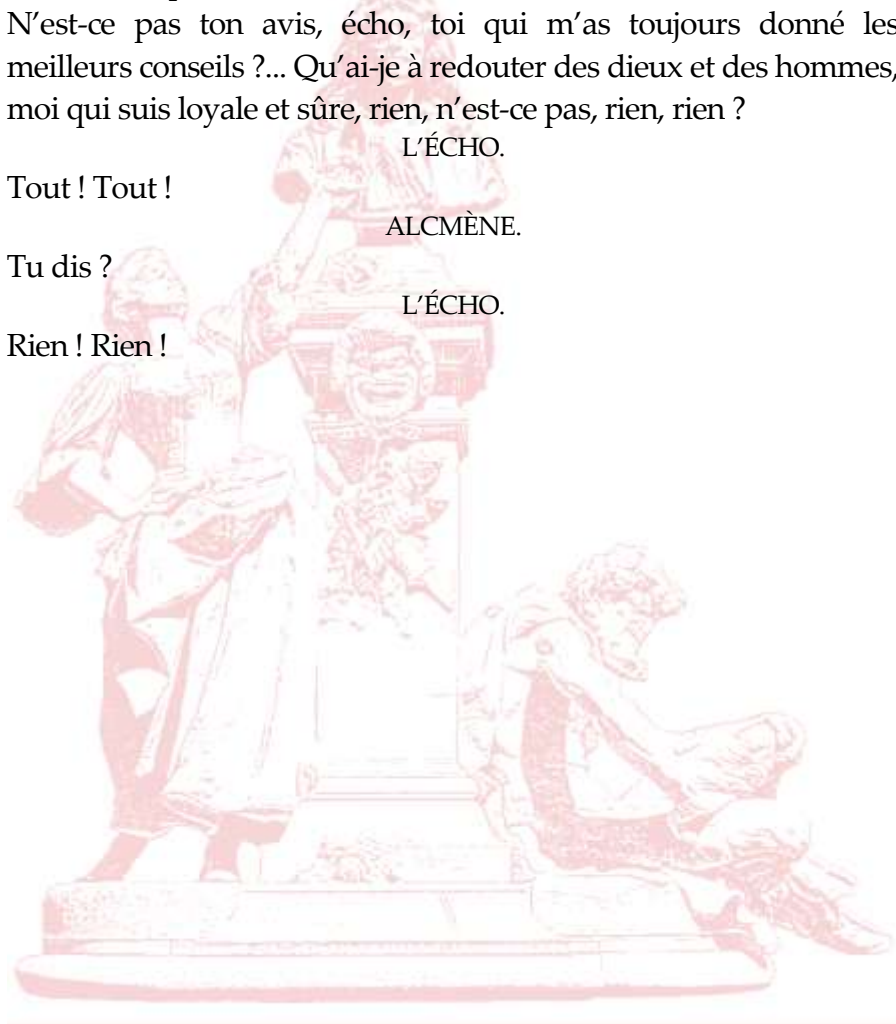 N’est-ce pas ton avis, écho, toi qui m’as toujours donné les
meilleurs conseils ?... Qu’ai-je à redouter des dieux et des hommes,
moi qui suis loyale et sûre, rien, n’est-ce pas, rien, rien ?
L’ÉCHO.
Tout ! Tout !
ALCMÈNE.
Tu dis ?
L’ÉCHO.
Rien ! Rien !